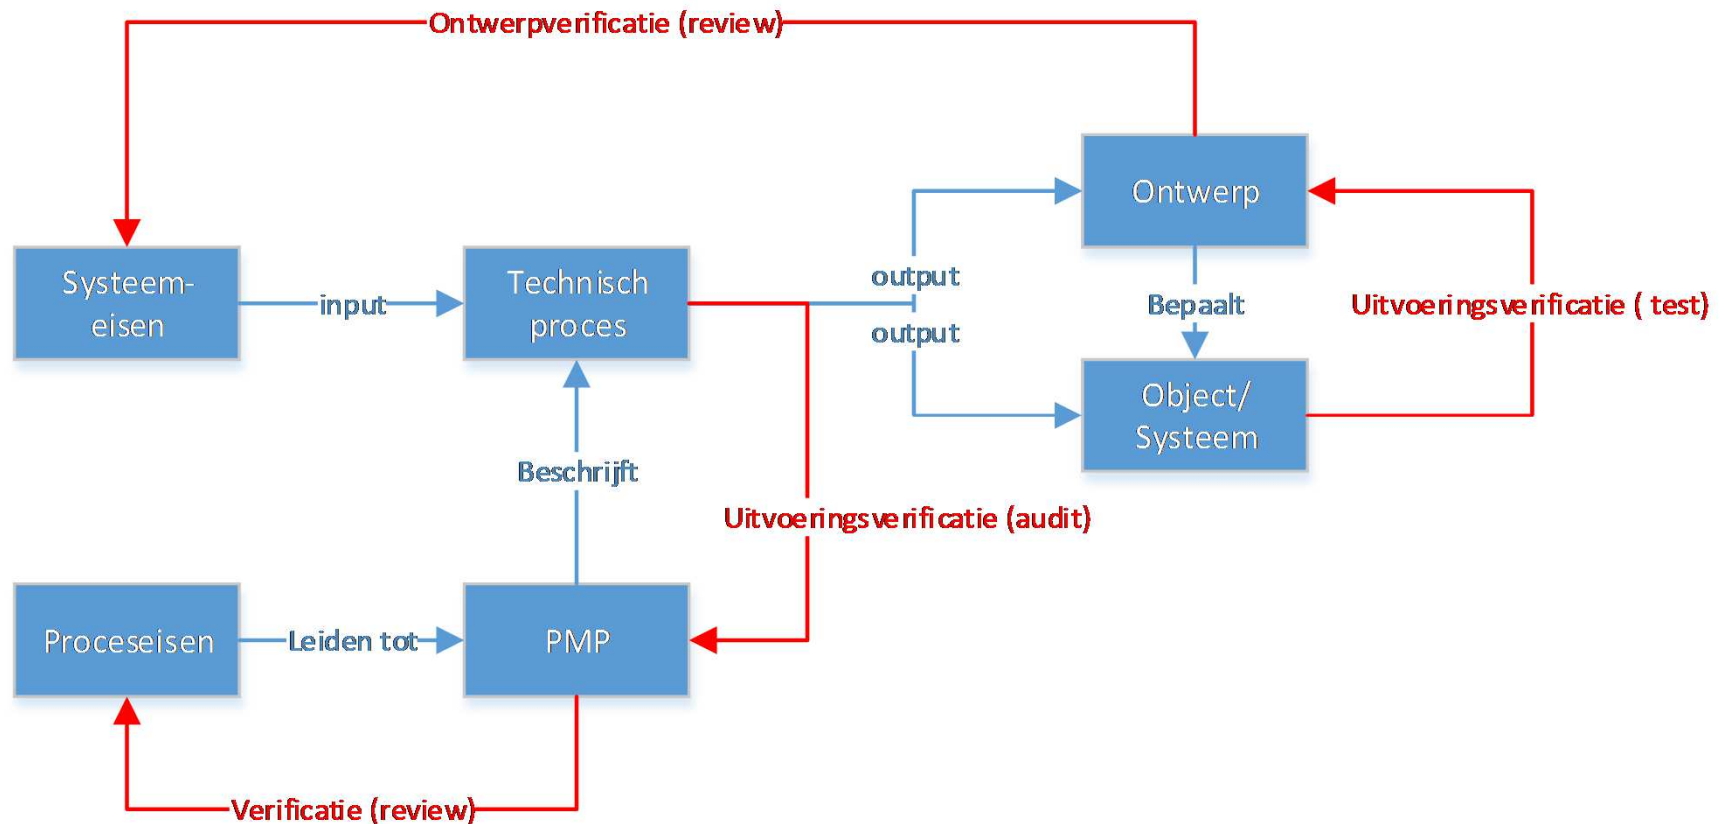 Ontwerpverificatie (review)
Ontwerp
Systeem-
eisen
input
Technisch
proces
output
output
Bepaalt
Uitvoeringsverificatie ( test)
Object/
Systeem
Beschrijft
Uitvoeringsverificatie (audit)
Proceseisen
Leiden tot
PMP
Verificatie (review)